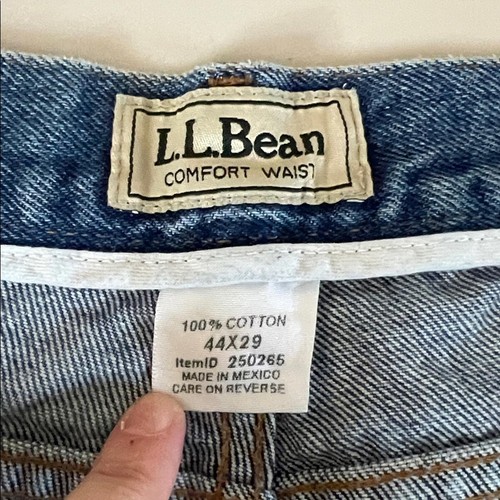 L.L.Bean
COMFORT WAIST
100% COTTON
44X29
ItemID 250265
MADE IN MEXICO
CARE ON REVERSE